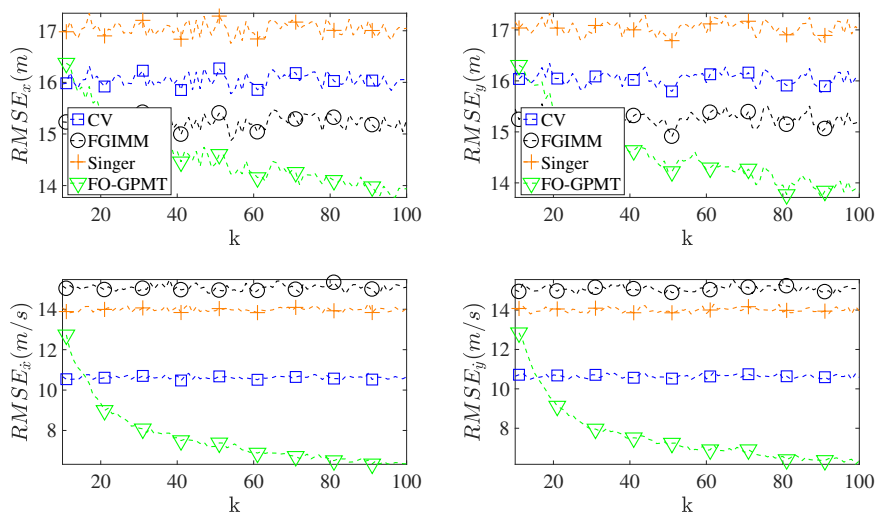 RMSE_x(m)
17
16
15
14
CV
FGIMM
Singer
FO-GPMT
20 40 60 80 100
k
RMSE_y(m)
17
16
15
14
CV
FGIMM
Singer
FO-GPMT
20 40 60 80 100
k
RMSE_ẋ(m/s)
14
12
10
8
20 40 60 80 100
k
RMSE_ẏ(m/s)
14
12
10
8
20 40 60 80 100
k